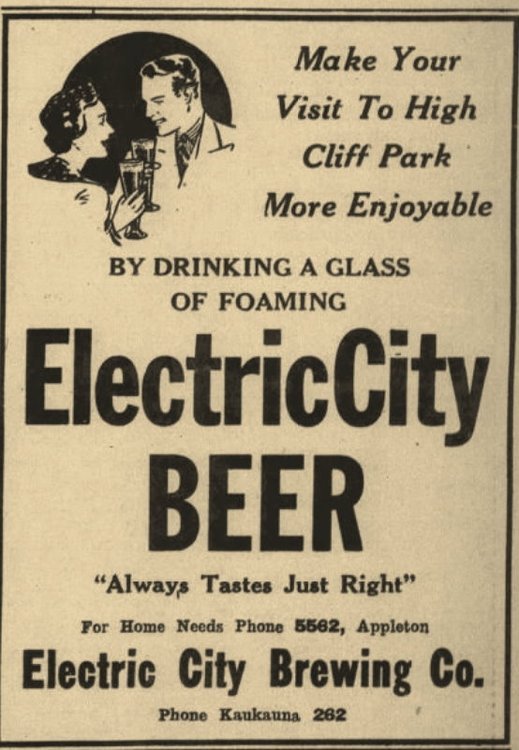 Make Your
Visit To High
Cliff Park
More Enjoyable
BY DRINKING A GLASS
OF FOAMING
ElectricCity
BEER
"Always Tastes Just Right"
For Home Needs Phone 5562, Appleton
Electric City Brewing Co.
Phone Kaukauna 262